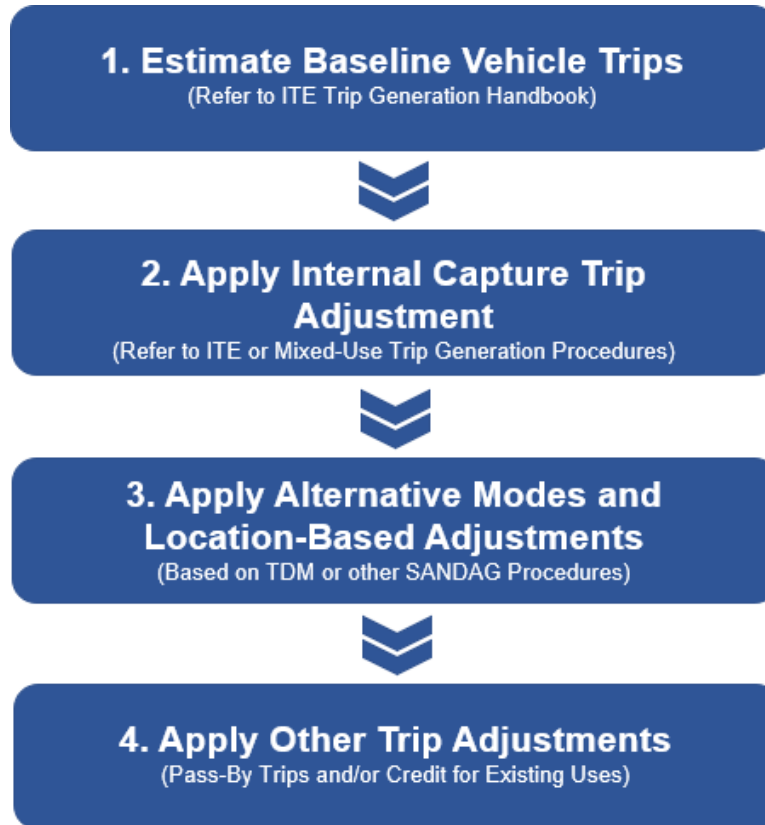 1. Estimate Baseline Vehicle Trips
(Refer to ITE Trip Generation Handbook)
2. Apply Internal Capture Trip
Adjustment
(Refer to ITE or Mixed-Use Trip Generation Procedures)
3. Apply Alternative Modes and
Location-Based Adjustments
(Based on TDM or other SANDAG Procedures)
4. Apply Other Trip Adjustments
(Pass-By Trips and/or Credit for Existing Uses)